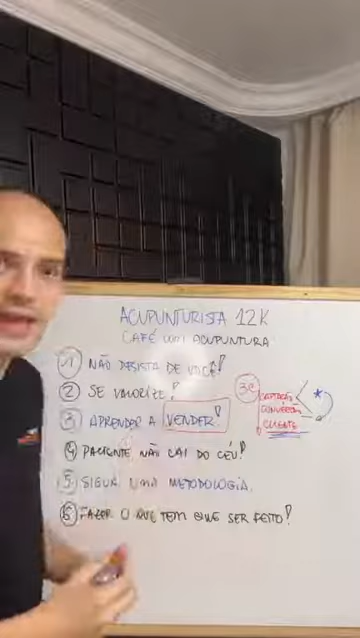 ACUPUNTURISTA 12K
CAFÉ COM ACUPUNTURA
1 NÃO DESISTA DE VOCÊ!
2 SE VALORIZE!
3 APRENDER A VENDER!
4 PACIENTE NÃO CAI DO CÉU!
5 SIGUA UMA METODOLOGIA.
6 FAZER O QUE TEM QUE SER FEITO!
3C
CAPTAÇÃO
CONVERSÃO
CLIENTE